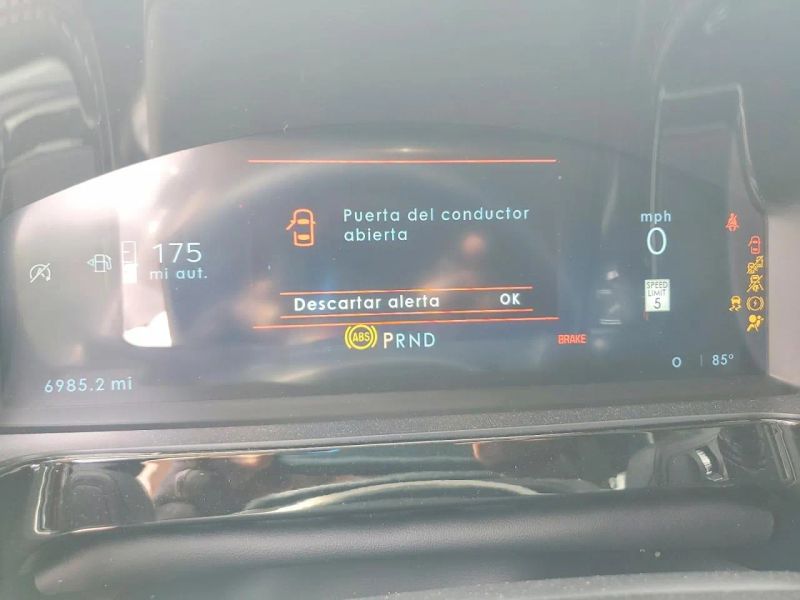 Puerta del conductor
abierta
Descartar alerta OK
175
mi aut.
mph
0
SPEED
LIMIT
5
ABS
PRND
BRAKE
6985.2 mi
O 85°